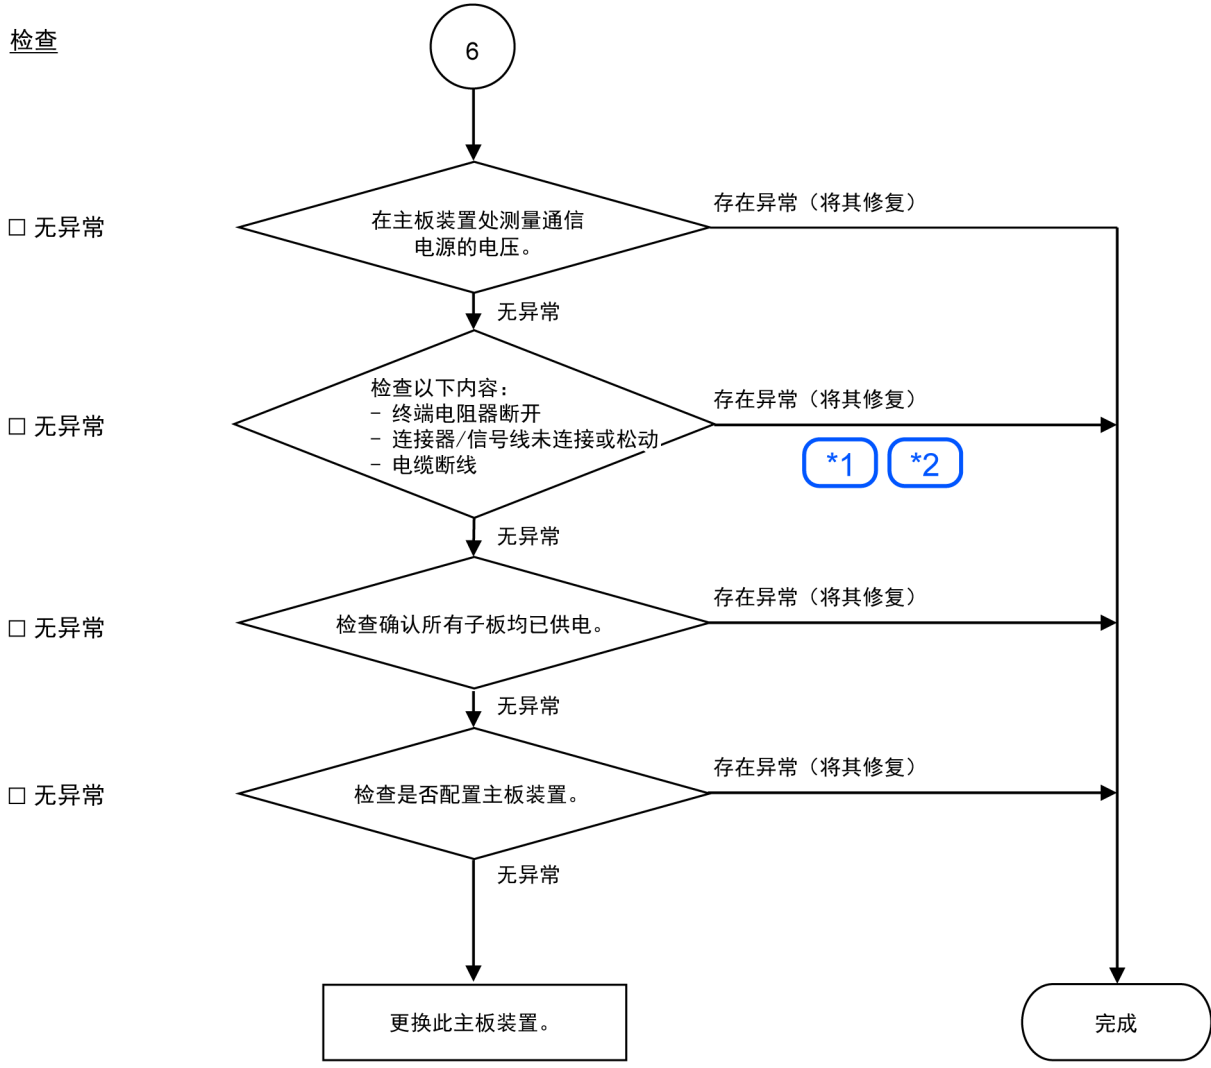 检查
6
□ 无异常
在主板装置处测量通信
电源的电压。
存在异常（将其修复）
无异常
□ 无异常
检查以下内容：
- 终端电阻器断开
- 连接器/信号线未连接或松动
- 电缆断线
存在异常（将其修复）
*1
*2
无异常
□ 无异常
检查确认所有子板均已供电。
存在异常（将其修复）
无异常
□ 无异常
检查是否配置主板装置。
存在异常（将其修复）
无异常
更换此主板装置。
完成